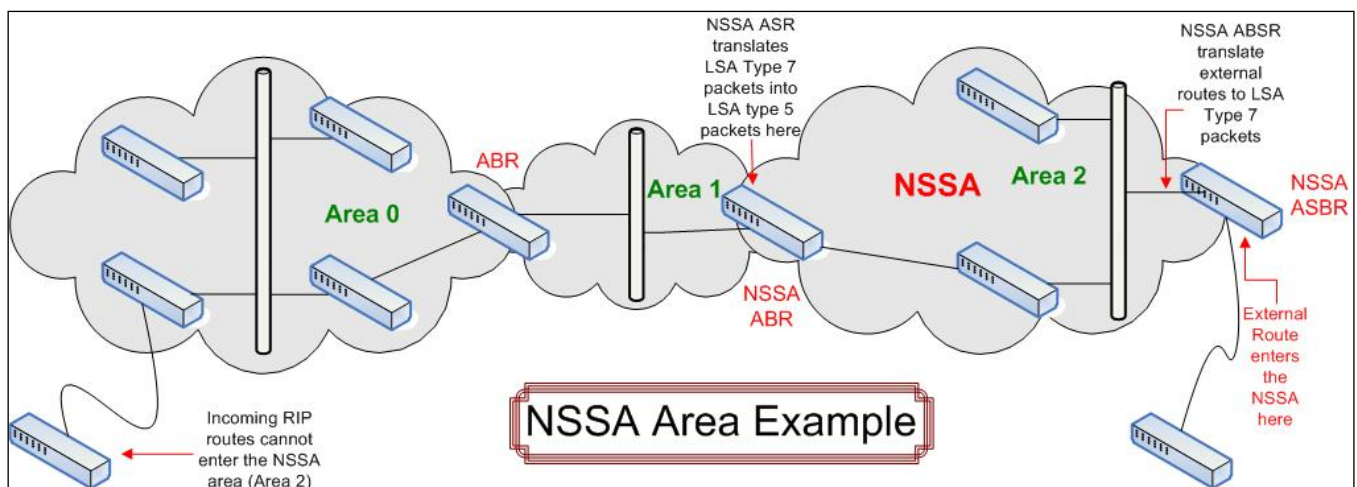 NSSA ASR
translates
LSA Type 7
packets into
LSA type 5
packets here
NSSA ABSR
translate
external
routes to LSA
Type 7
packets
ABR
Area 0
Area 1
NSSA
Area 2
NSSA
ASBR
NSSA
ABR
External
Route
enters
the
NSSA
here
Incoming RIP
routes cannot
enter the NSSA
area (Area 2)
NSSA Area Example